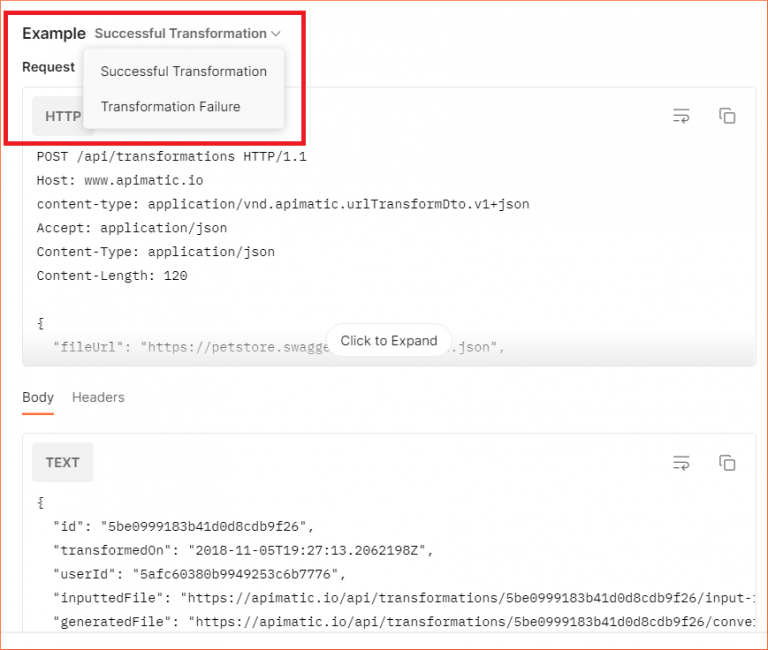 Example Successful Transformation
Request
Successful Transformation
Transformation Failure
HTTP
POST /api/transformations HTTP/1.1
Host: www.apimatic.io
content-type: application/vnd.apimatic.urlTransformDto.v1+json
Accept: application/json
Content-Type: application/json
Content-Length: 120
{
"fileUrl": "https://petstore.swagge .json",
Click to Expand
Body Headers
TEXT
{
"id": "5be0999183b41d0d8cdb9f26",
"transformedOn": "2018-11-05T19:27:13.2062198Z",
"userId": "5afc60380b9949253c6b7776",
"inputtedFile": "https://apimatic.io/api/transformations/5be0999183b41d0d8cdb9f26/input-
"generatedFile": "https://apimatic.io/api/transformations/5be0999183b41d0d8cdb9f26/conve